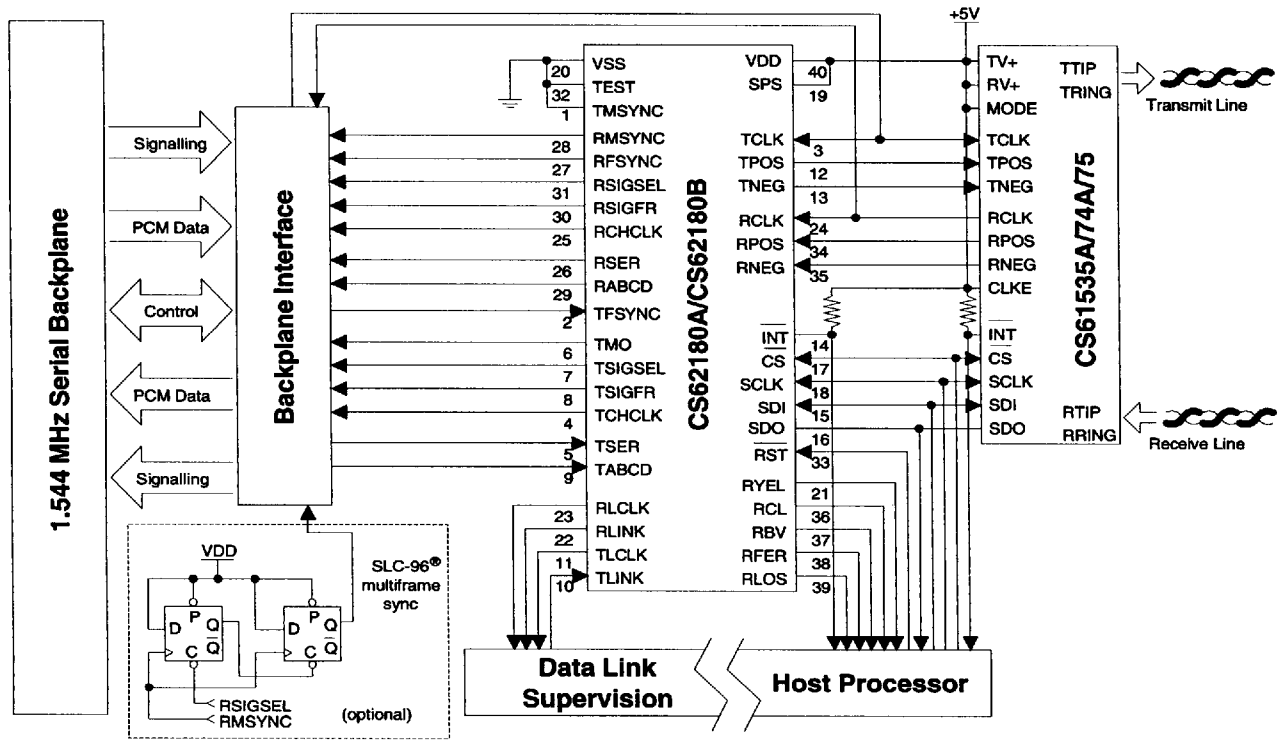 1.544 MHz Serial Backplane
Signalling
PCM Data
Control
PCM Data
Signalling
Backplane Interface
VSS
20
TEST
32
TMSYNC
1
RMSYNC
28
RFSYNC
27
RSIGSEL
31
RSIGFR
30
RCHCLK
25
RSER
26
RABCD
29
TFSYNC
2
TMO
6
TSIGSEL
7
TSIGFR
8
TCHCLK
4
TSER
5
TABCD
9
RLCLK
23
RLINK
22
TLCLK
11
TLINK
10
CS62180A/CS62180B
VDD
40
SPS
19
TCLK
3
TPOS
12
TNEG
13
RCLK
24
RPOS
34
RNEG
35
INT
14
CS
17
SCLK
18
SDI
15
SDO
16
RST
33
RYEL
21
RCL
36
RBV
37
RFER
38
RLOS
39
+5V
TV+
RV+
MODE
TCLK
TPOS
TNEG
RCLK
RPOS
RNEG
CLKE
INT
CS
SCLK
SDI
SDO
CS61535A/74A/75
TTIP
TRING
RTIP
RRING
Transmit Line
Receive Line
VDD
SLC-96®
multiframe
sync
P
D Q
Q
C
P
D Q
Q
C
RSIGSEL
RMSYNC
(optional)
Data Link
Supervision
Host Processor